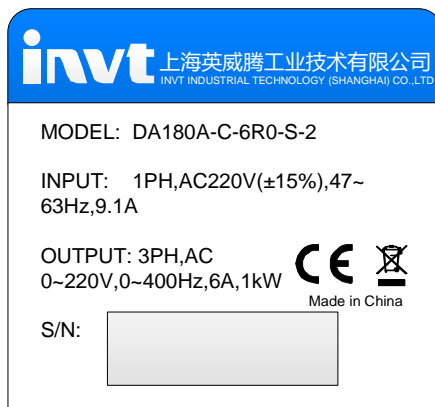 invt 上海英威腾工业技术有限公司
INVT INDUSTRIAL TECHNOLOGY (SHANGHAI) CO.,LTD
MODEL: DA180A-C-6R0-S-2
INPUT: 1PH,AC220V(±15%),47~
63Hz,9.1A
OUTPUT: 3PH,AC
0~220V,0~400Hz,6A,1kW
CE
Made in China
S/N: